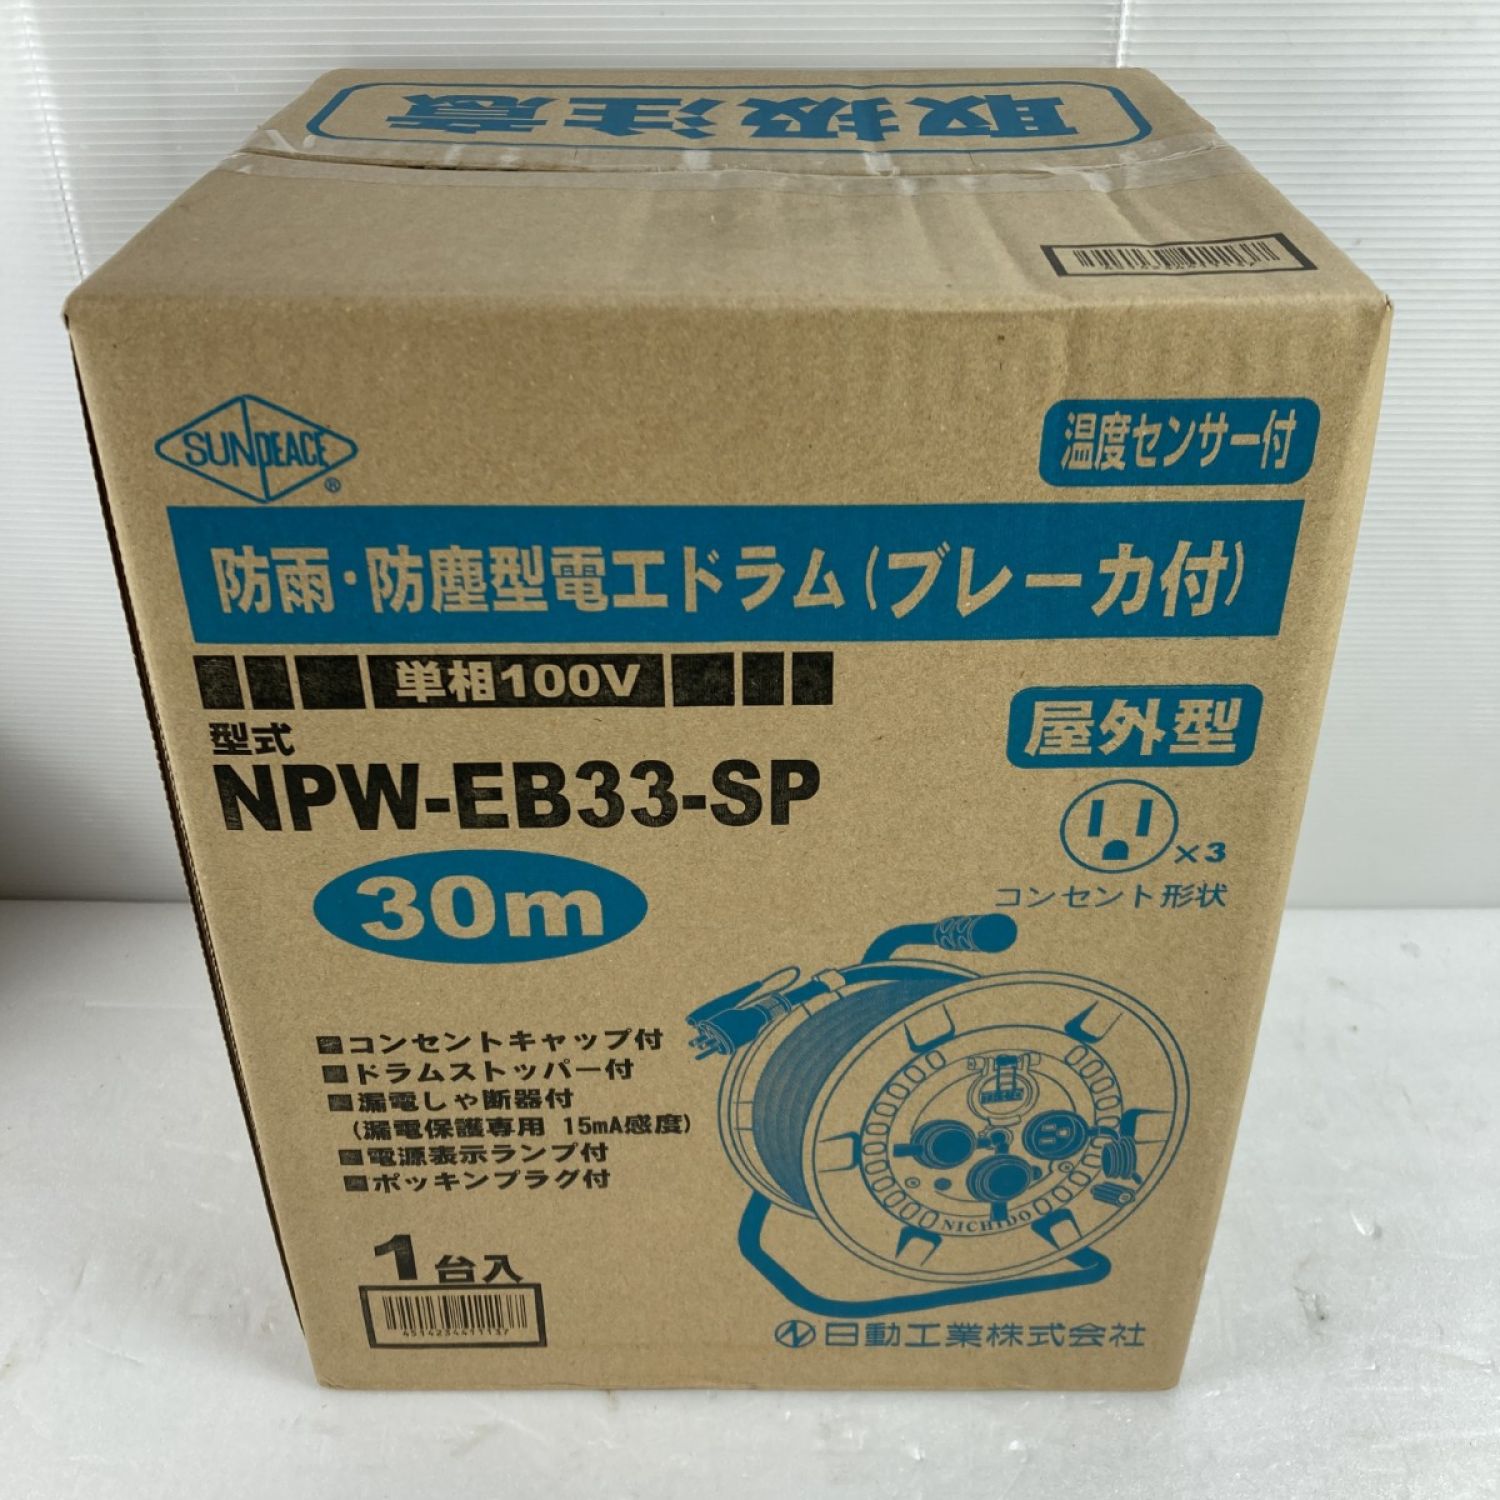 取扱注意
SUNPEACE®
温度センサー付
防雨・防塵型電工ドラム(ブレーカ付)
単相100V
型式
NPW-EB33-SP
屋外型
×3
コンセント形状
30m
■コンセントキャップ付
■ドラムストッパー付
■漏電しゃ断器付
(漏電保護専用 15mA感度)
■電源表示ランプ付
■ポッキンプラグ付
NICHIDO
1台入
4514234411137
日動工業株式会社